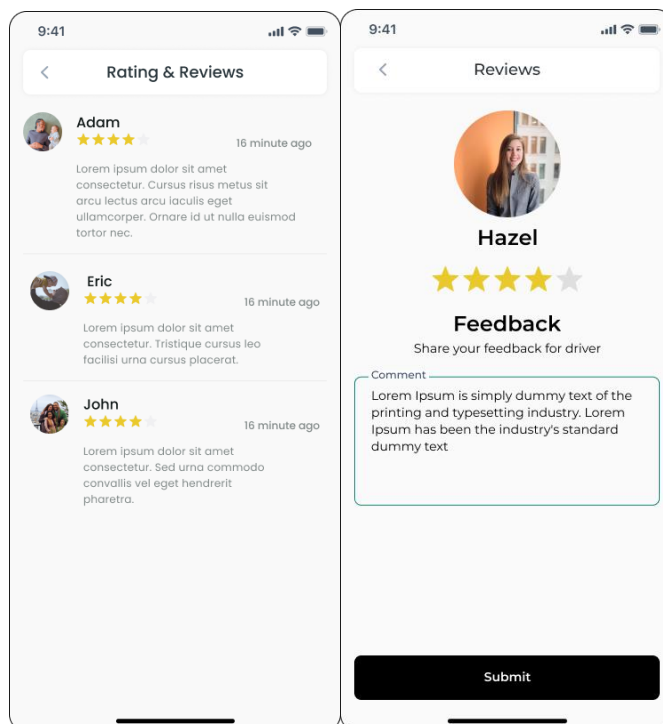 9:41
Rating & Reviews
Adam
16 minute ago
Lorem ipsum dolor sit amet
consectetur. Cursus risus metus sit
arcu lectus arcu iaculis eget
ullamcorper. Ornare id ut nulla euismod
tortor nec.
Eric
16 minute ago
Lorem ipsum dolor sit amet
consectetur. Tristique cursus leo
facilisi urna cursus placerat.
John
16 minute ago
Lorem ipsum dolor sit amet
consectetur. Sed urna commodo
convallis vel eget hendrerit
pharetra.
9:41
Reviews
Hazel
Feedback
Share your feedback for driver
Comment
Lorem Ipsum is simply dummy text of the
printing and typesetting industry. Lorem
Ipsum has been the industry's standard
dummy text
Submit